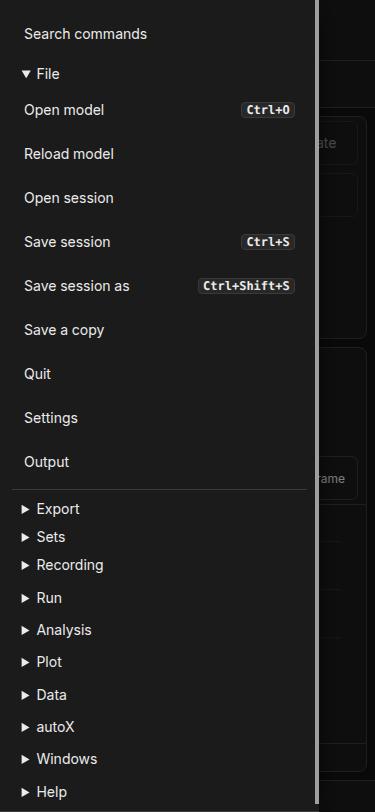 Search commands
▼ File
Open model Ctrl+O
Reload model
Open session
Save session Ctrl+S
Save session as Ctrl+Shift+S
Save a copy
Quit
Settings
Output
▶ Export
▶ Sets
▶ Recording
▶ Run
▶ Analysis
▶ Plot
▶ Data
▶ autoX
▶ Windows
▶ Help